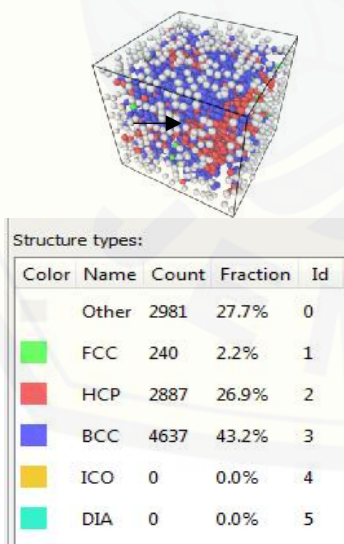 Structure types:
Color Name Count Fraction Id
Other 2981 27.7% 0
FCC 240 2.2% 1
HCP 2887 26.9% 2
BCC 4637 43.2% 3
ICO 0 0.0% 4
DIA 0 0.0% 5